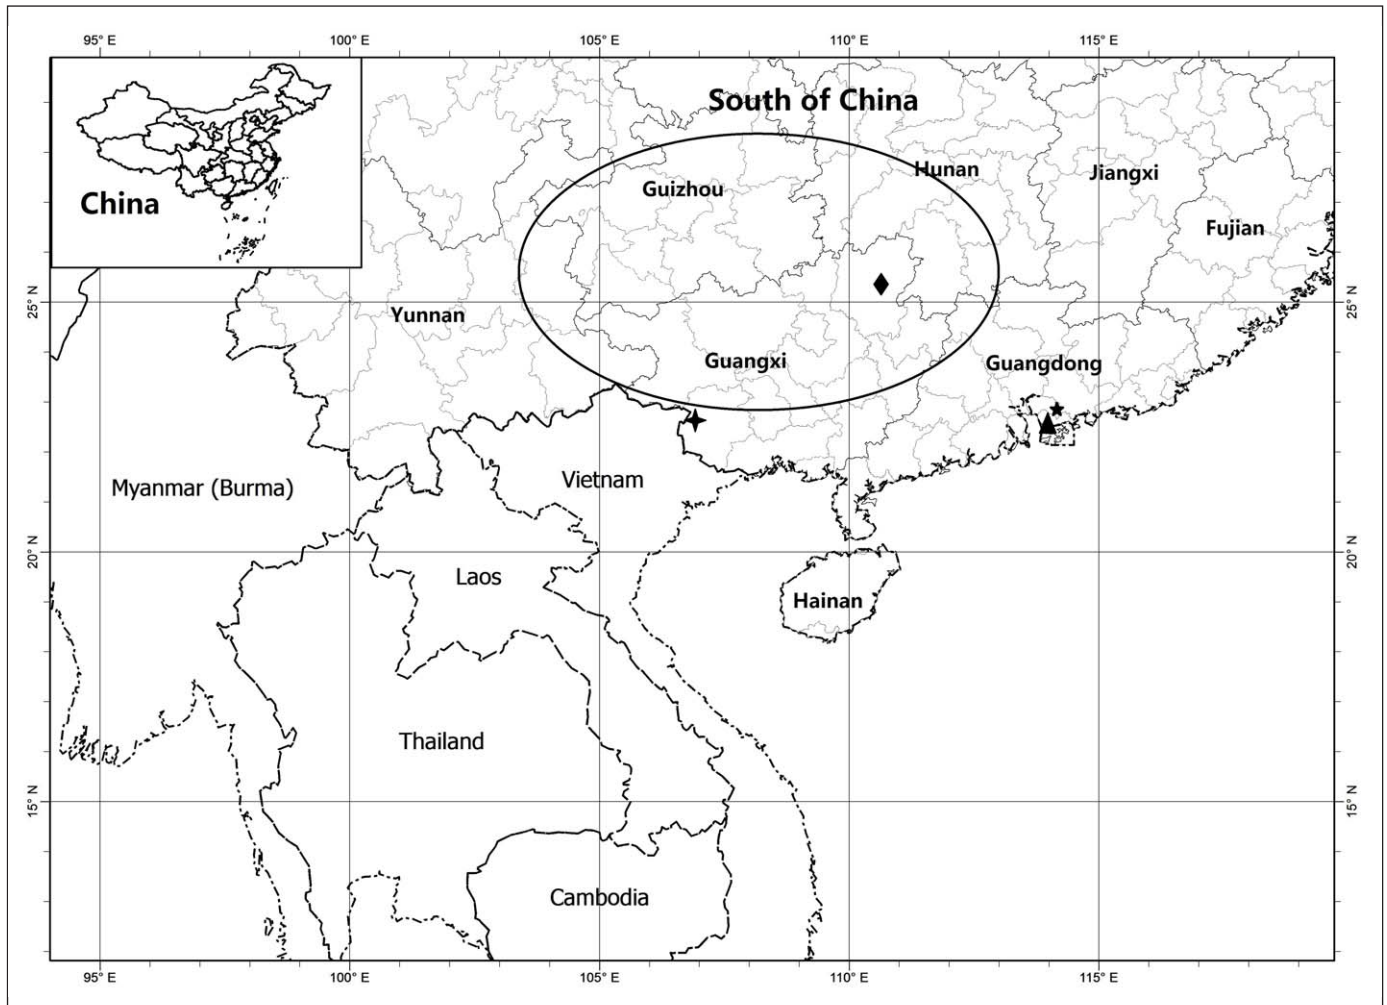 95° E 100° E 105° E 110° E 115° E
South of China
China
Hunan
Jiangxi
Guizhou
Fujian
25° N 25° N
Yunnan
Guangxi
Guangdong
Vietnam
Myanmar (Burma)
20° N 20° N
Laos
Hainan
Thailand
15° N 15° N
Cambodia
95° E 100° E 105° E 110° E 115° E